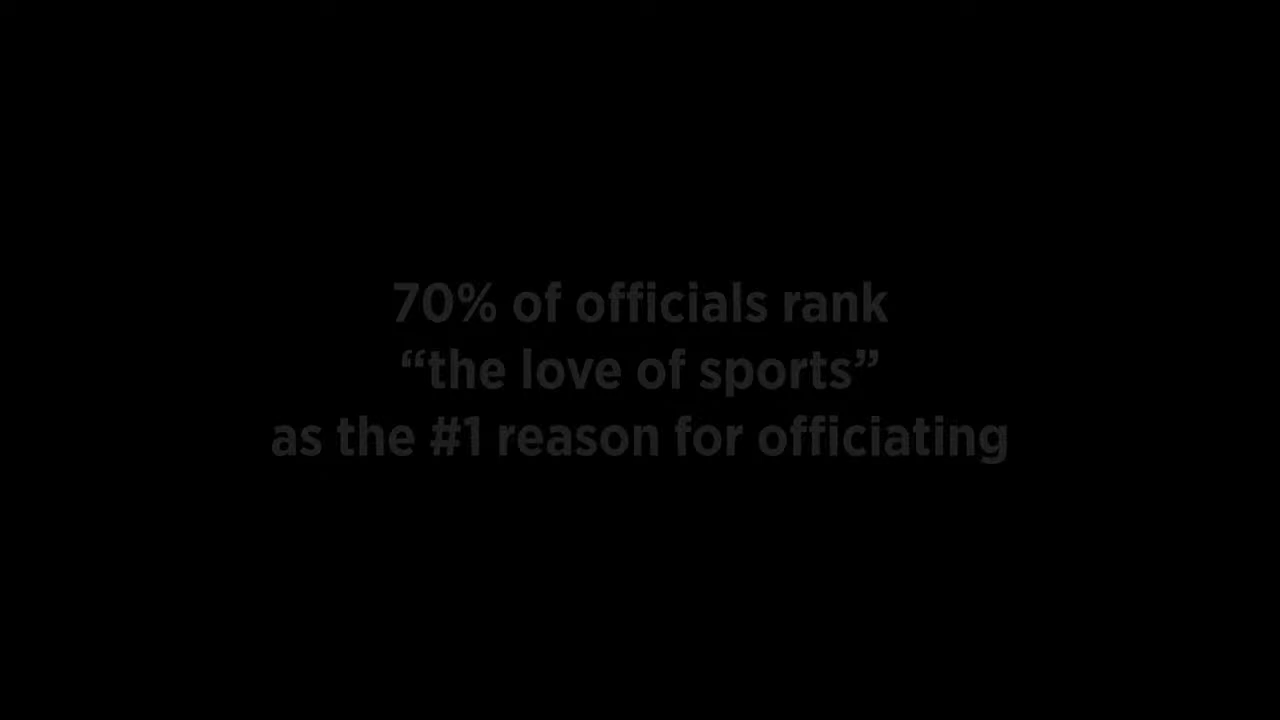 70% of officials rank
“the love of sports”
as the #1 reason for officiating